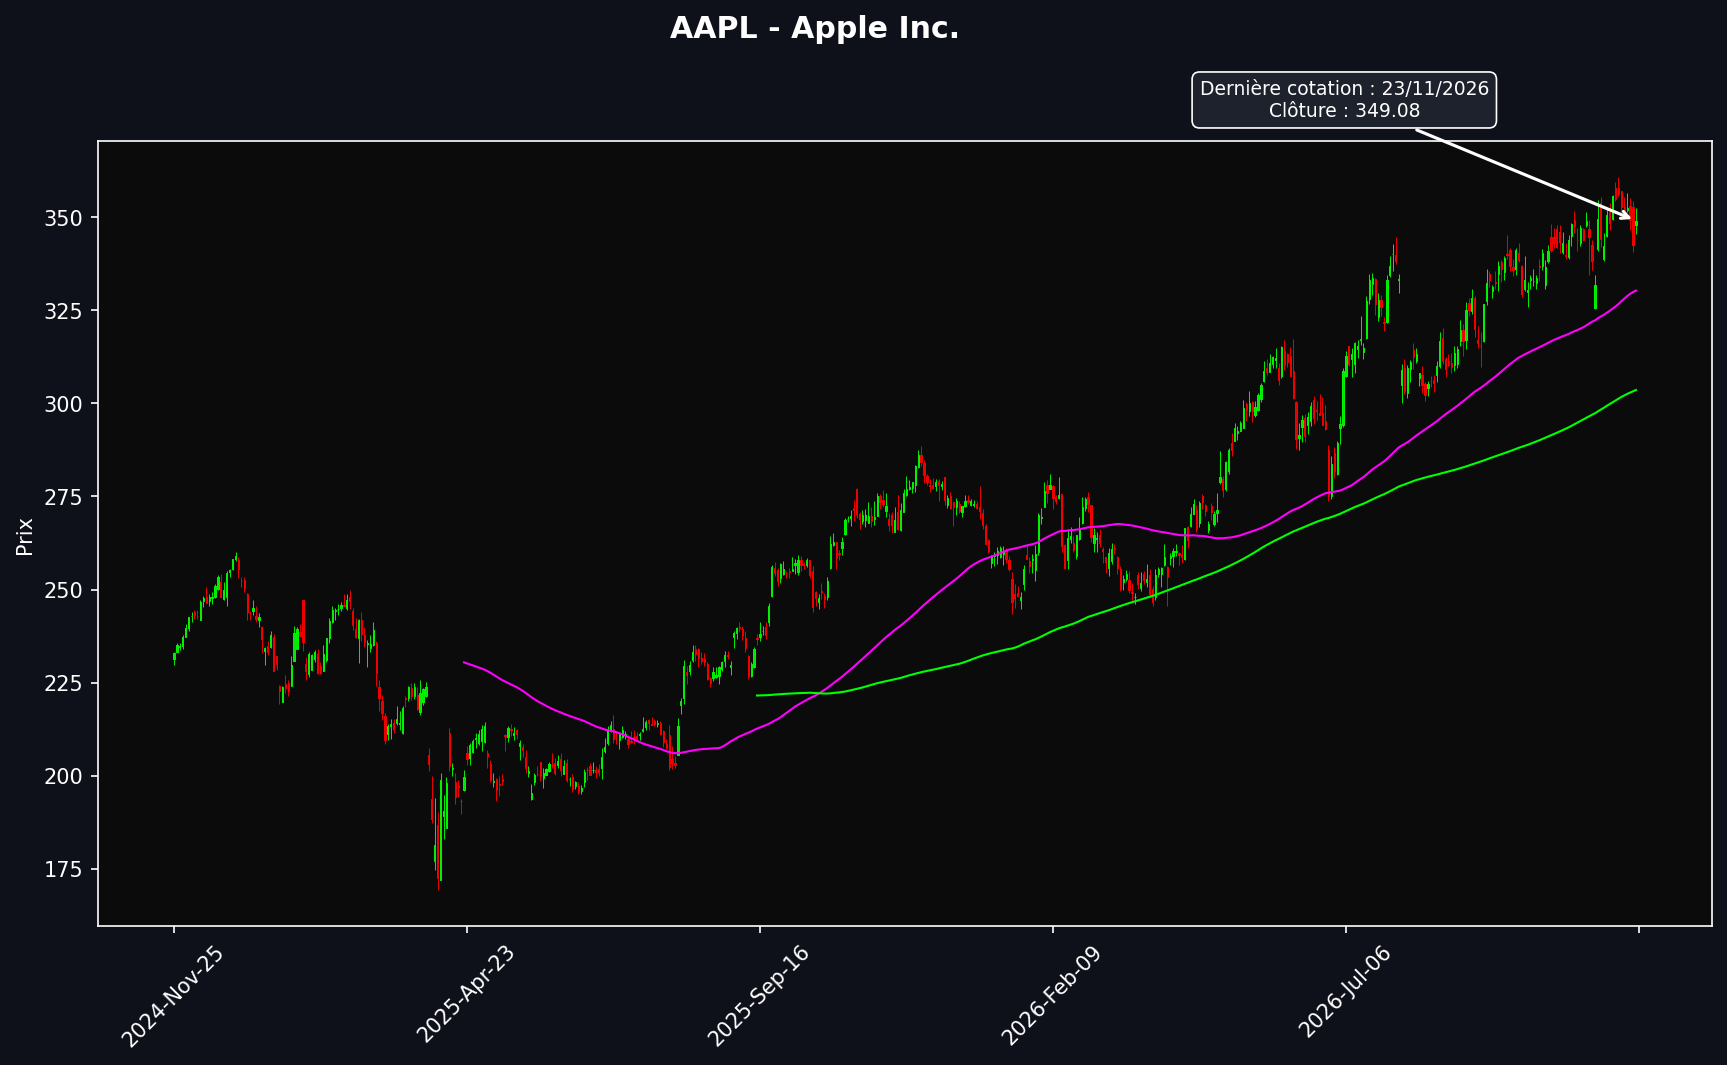 AAPL - Apple Inc.
Dernière cotation : 23/11/2026
Clôture : 349.08
Prix
350
325
300
275
250
225
200
175
2024-Nov-25
2025-Apr-23
2025-Sep-16
2026-Feb-09
2026-Jul-06